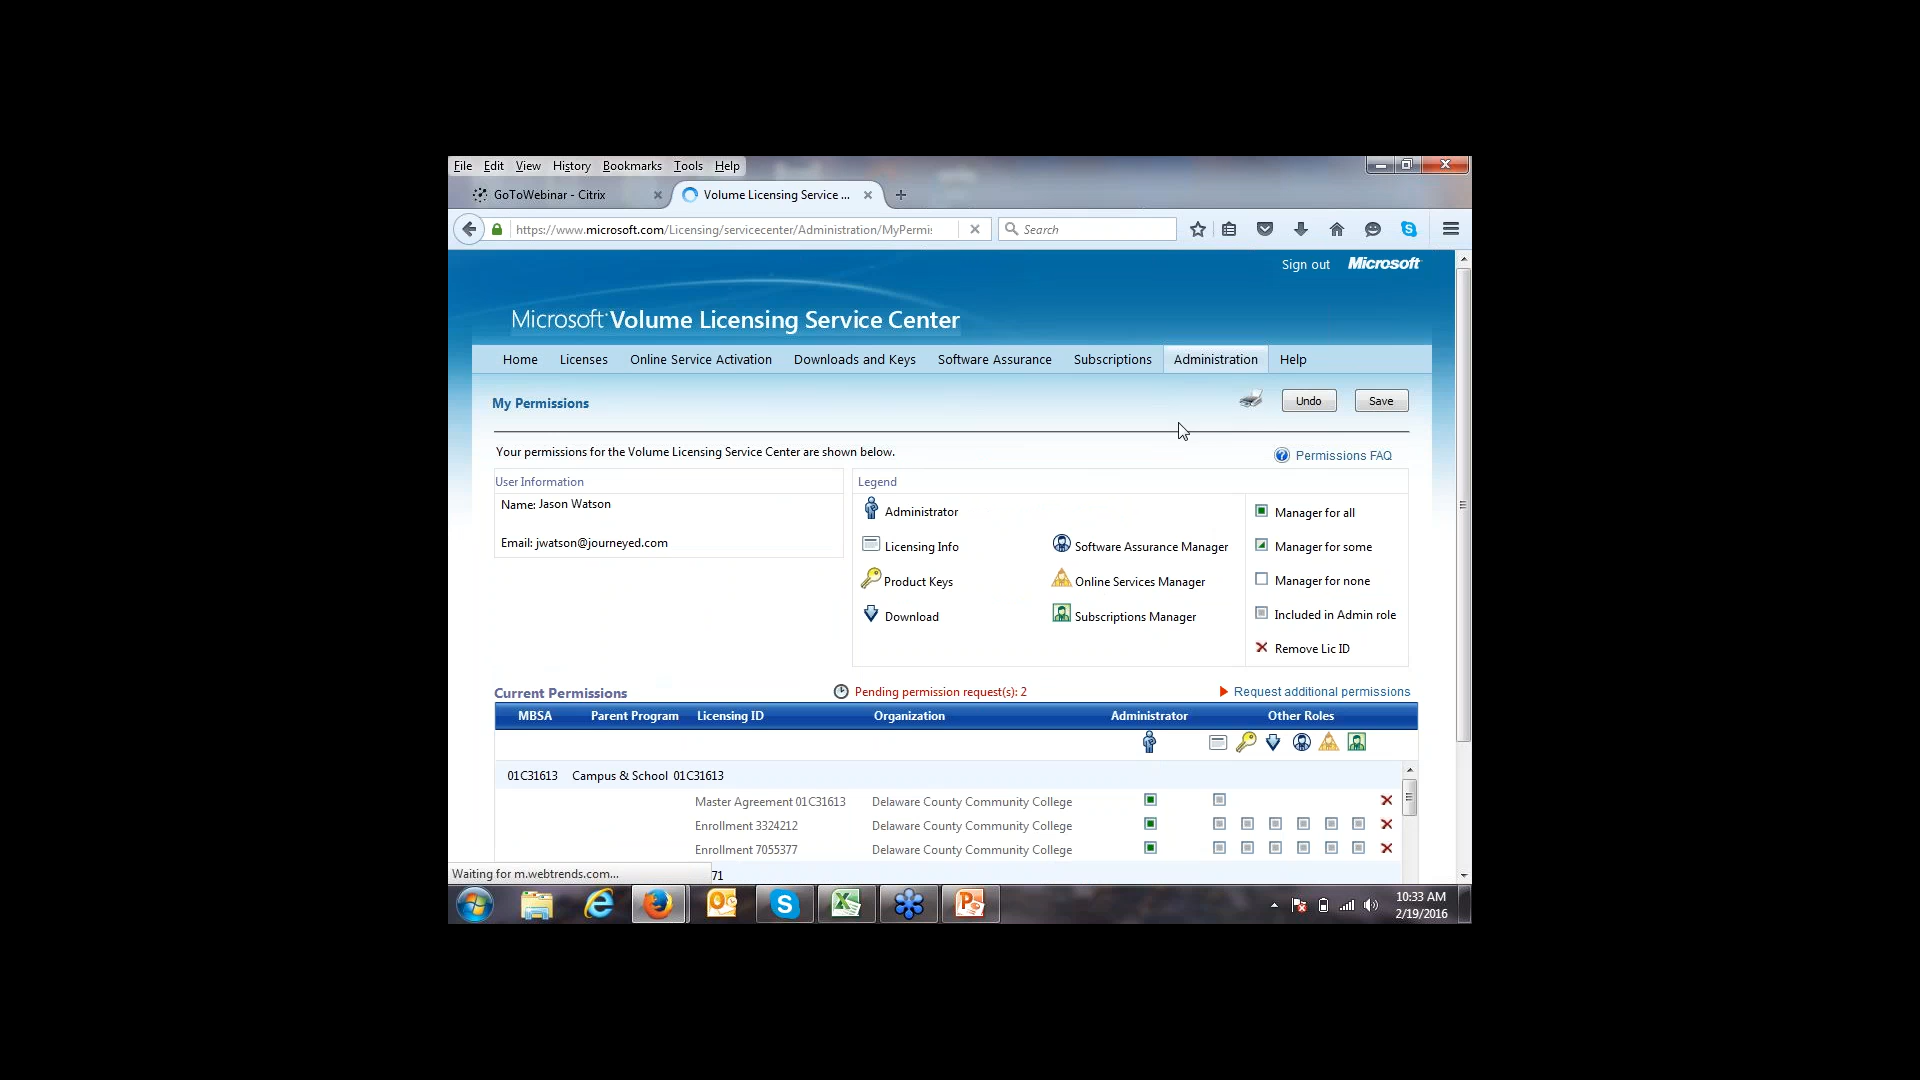 File Edit View History Bookmarks Tools Help
GoToWebinar - Citrix
Volume Licensing Service ...
https://www.microsoft.com/Licensing/servicecenter/Administration/MyPermis
Search
Sign out Microsoft
Microsoft Volume Licensing Service Center
Home Licenses Online Service Activation Downloads and Keys Software Assurance Subscriptions Administration Help
My Permissions
Undo Save
Your permissions for the Volume Licensing Service Center are shown below.
Permissions FAQ
User Information
Name: Jason Watson
Email: jwatson@journeyed.com
Legend
Administrator
Licensing Info
Product Keys
Download
Software Assurance Manager
Online Services Manager
Subscriptions Manager
Manager for all
Manager for some
Manager for none
Included in Admin role
Remove Lic ID
Current Permissions
Pending permission request(s): 2
Request additional permissions
MBSA Parent Program Licensing ID Organization Administrator Other Roles
01C31613 Campus & School 01C31613
Master Agreement 01C31613 Delaware County Community College
Enrollment 3324212 Delaware County Community College
Enrollment 7055377 Delaware County Community College
Waiting for m.webtrends.com...
71
10:33 AM
2/19/2016